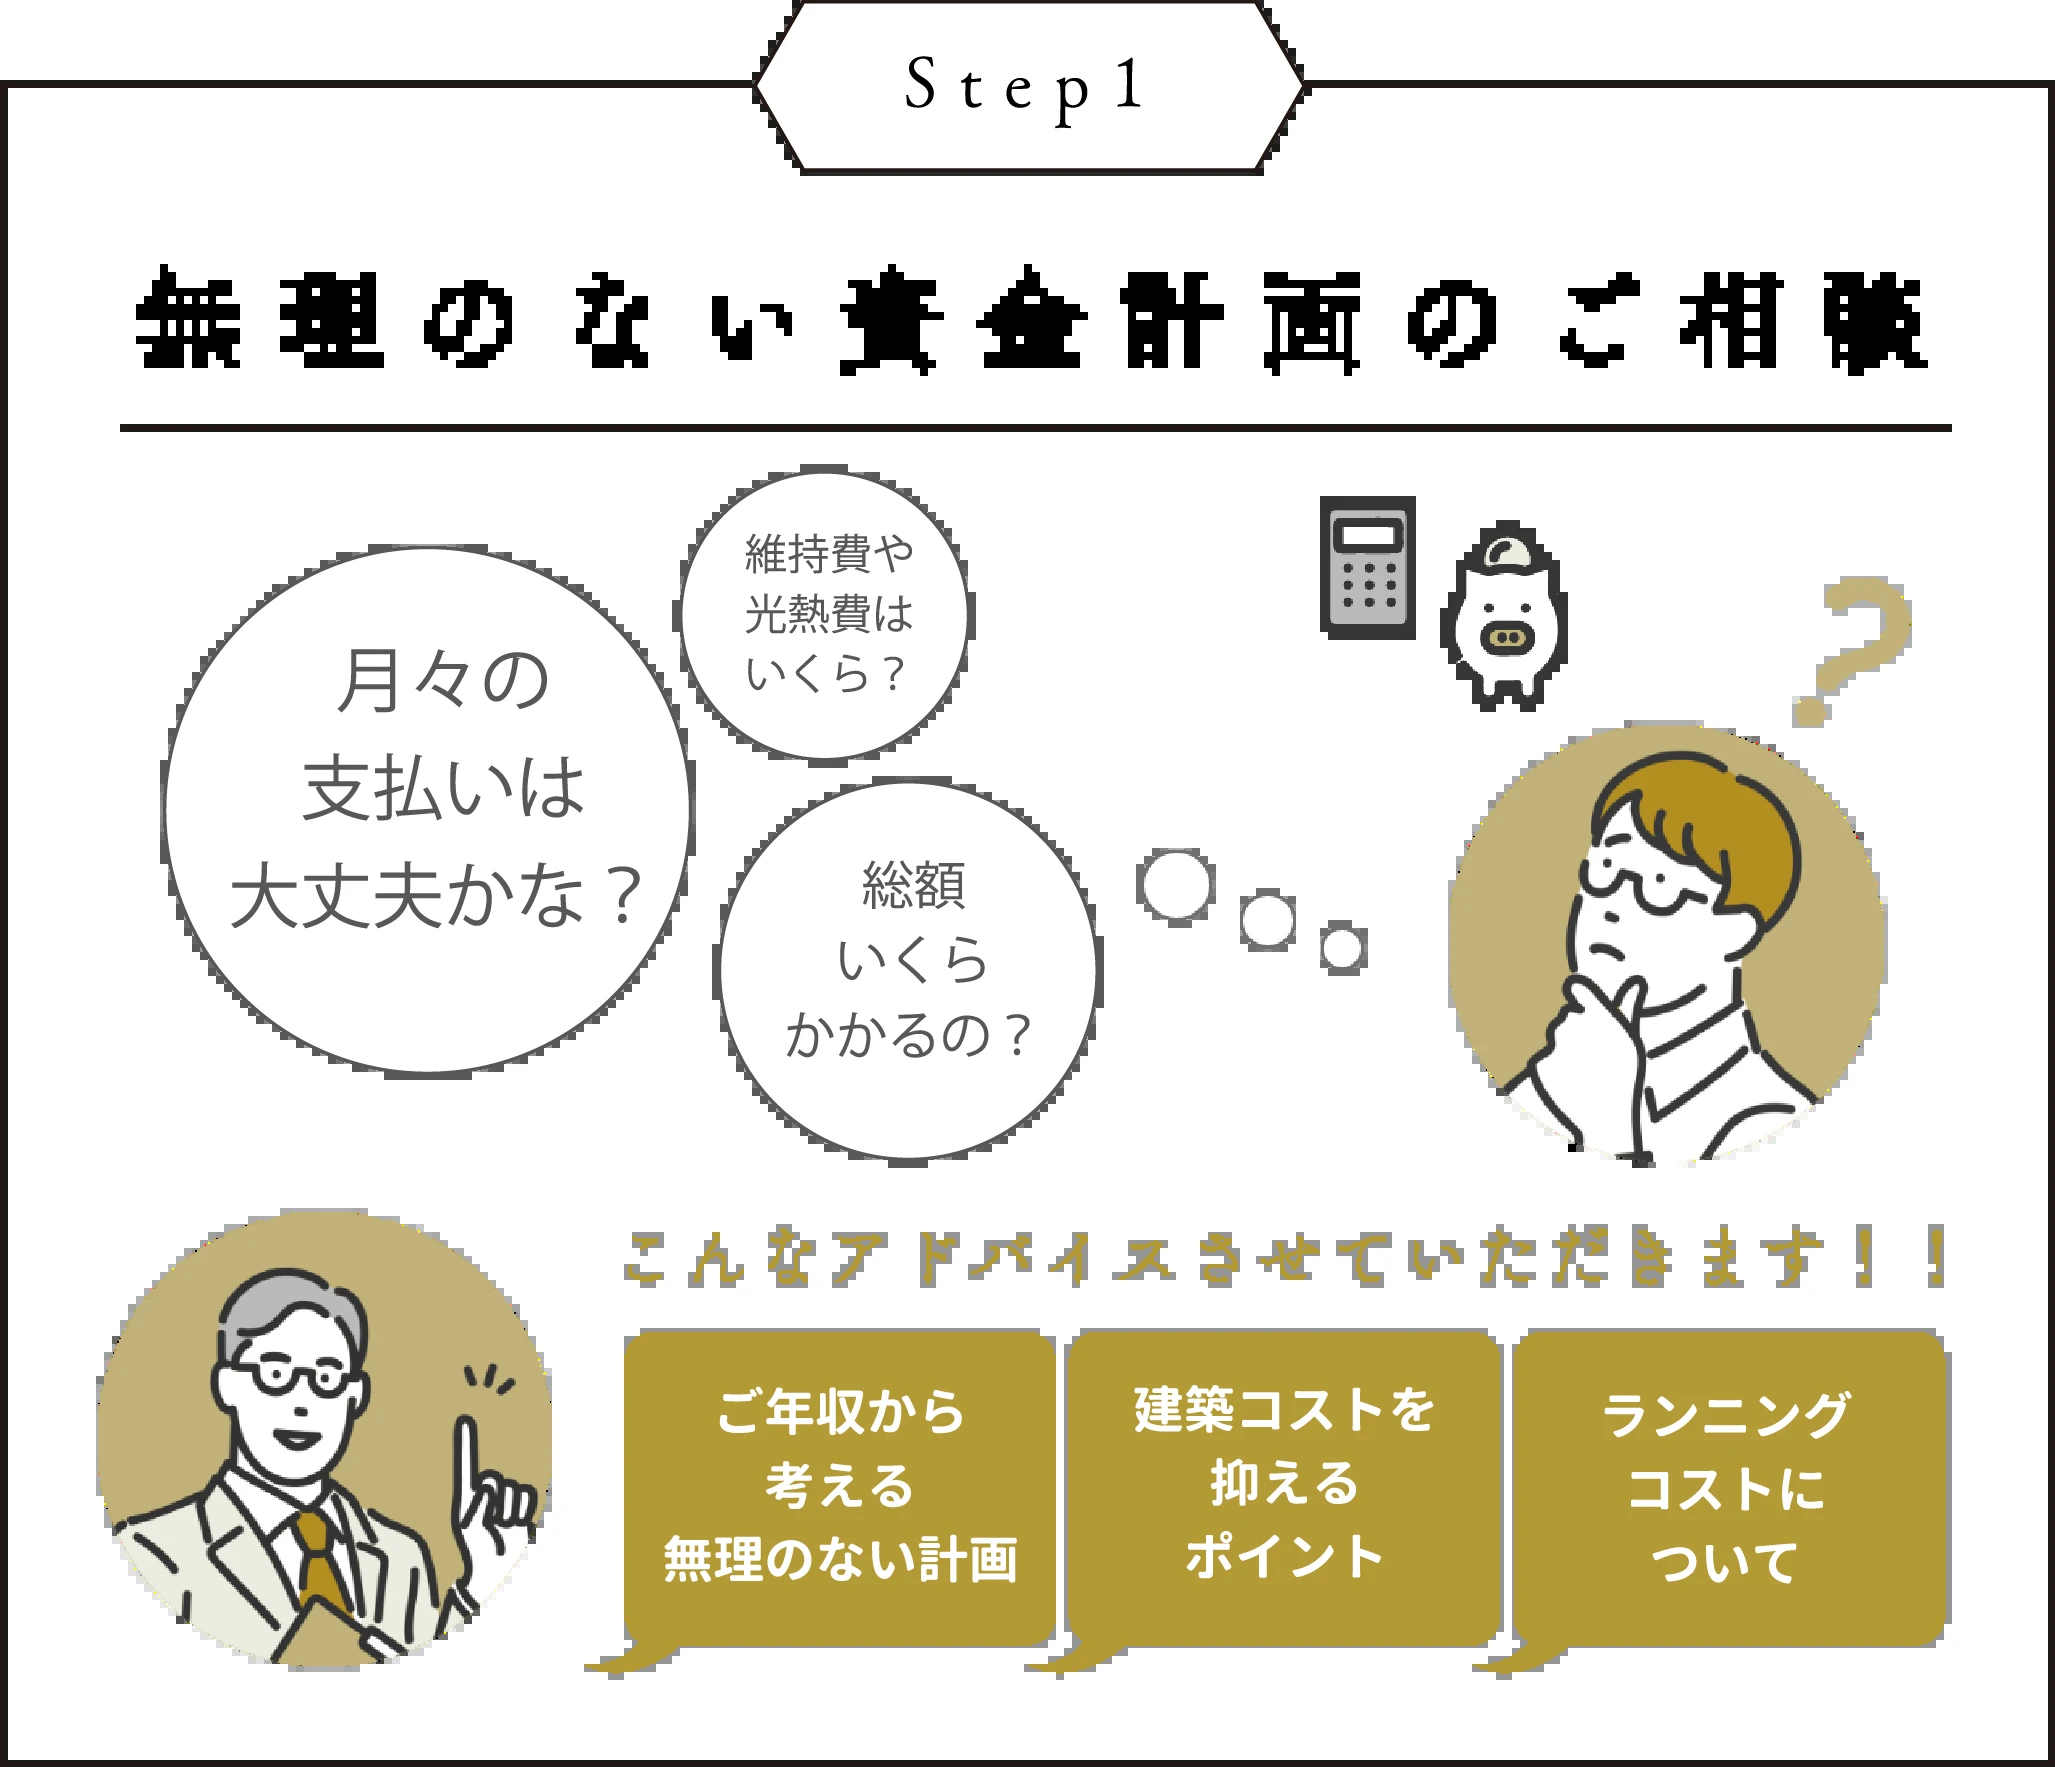 Step1
無理のない資金計画のご相談
維持費や
光熱費は
いくら？
月々の
支払いは
大丈夫かな？
総額
いくら
かかるの？
こんなアドバイスさせていただきます！！
ご年収から
考える
無理のない計画
建築コストを
抑える
ポイント
ランニング
コストに
ついて